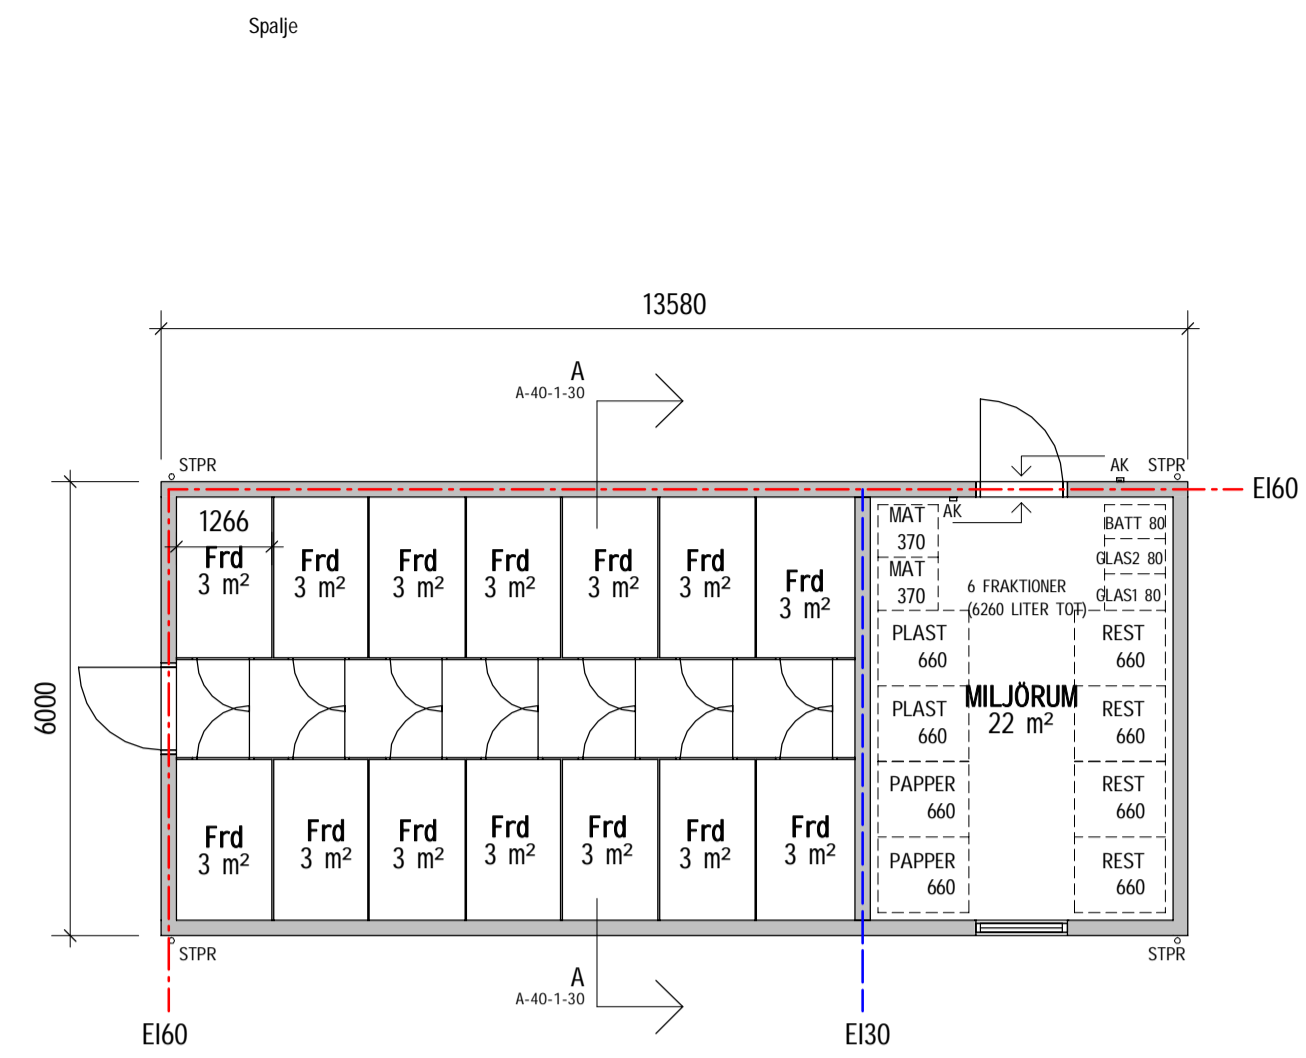 Spalje
13580
A
A-40-1-30
STPR
AK
STPR
EI60
1266
AK
MAT
370
BATT 80
Frd
3 m²
Frd
3 m²
Frd
3 m²
Frd
3 m²
Frd
3 m²
Frd
3 m²
Frd
3 m²
MAT
370
GLAS2 80
6 FRAKTIONER
(6260 LITER TOT)
GLAS1 80
PLAST
660
REST
660
6000
PLAST
660
MILJÖRUM
22 m²
REST
660
PAPPER
660
REST
660
Frd
3 m²
Frd
3 m²
Frd
3 m²
Frd
3 m²
Frd
3 m²
Frd
3 m²
Frd
3 m²
PAPPER
660
REST
660
STPR
STPR
A
A-40-1-30
EI60
EI30